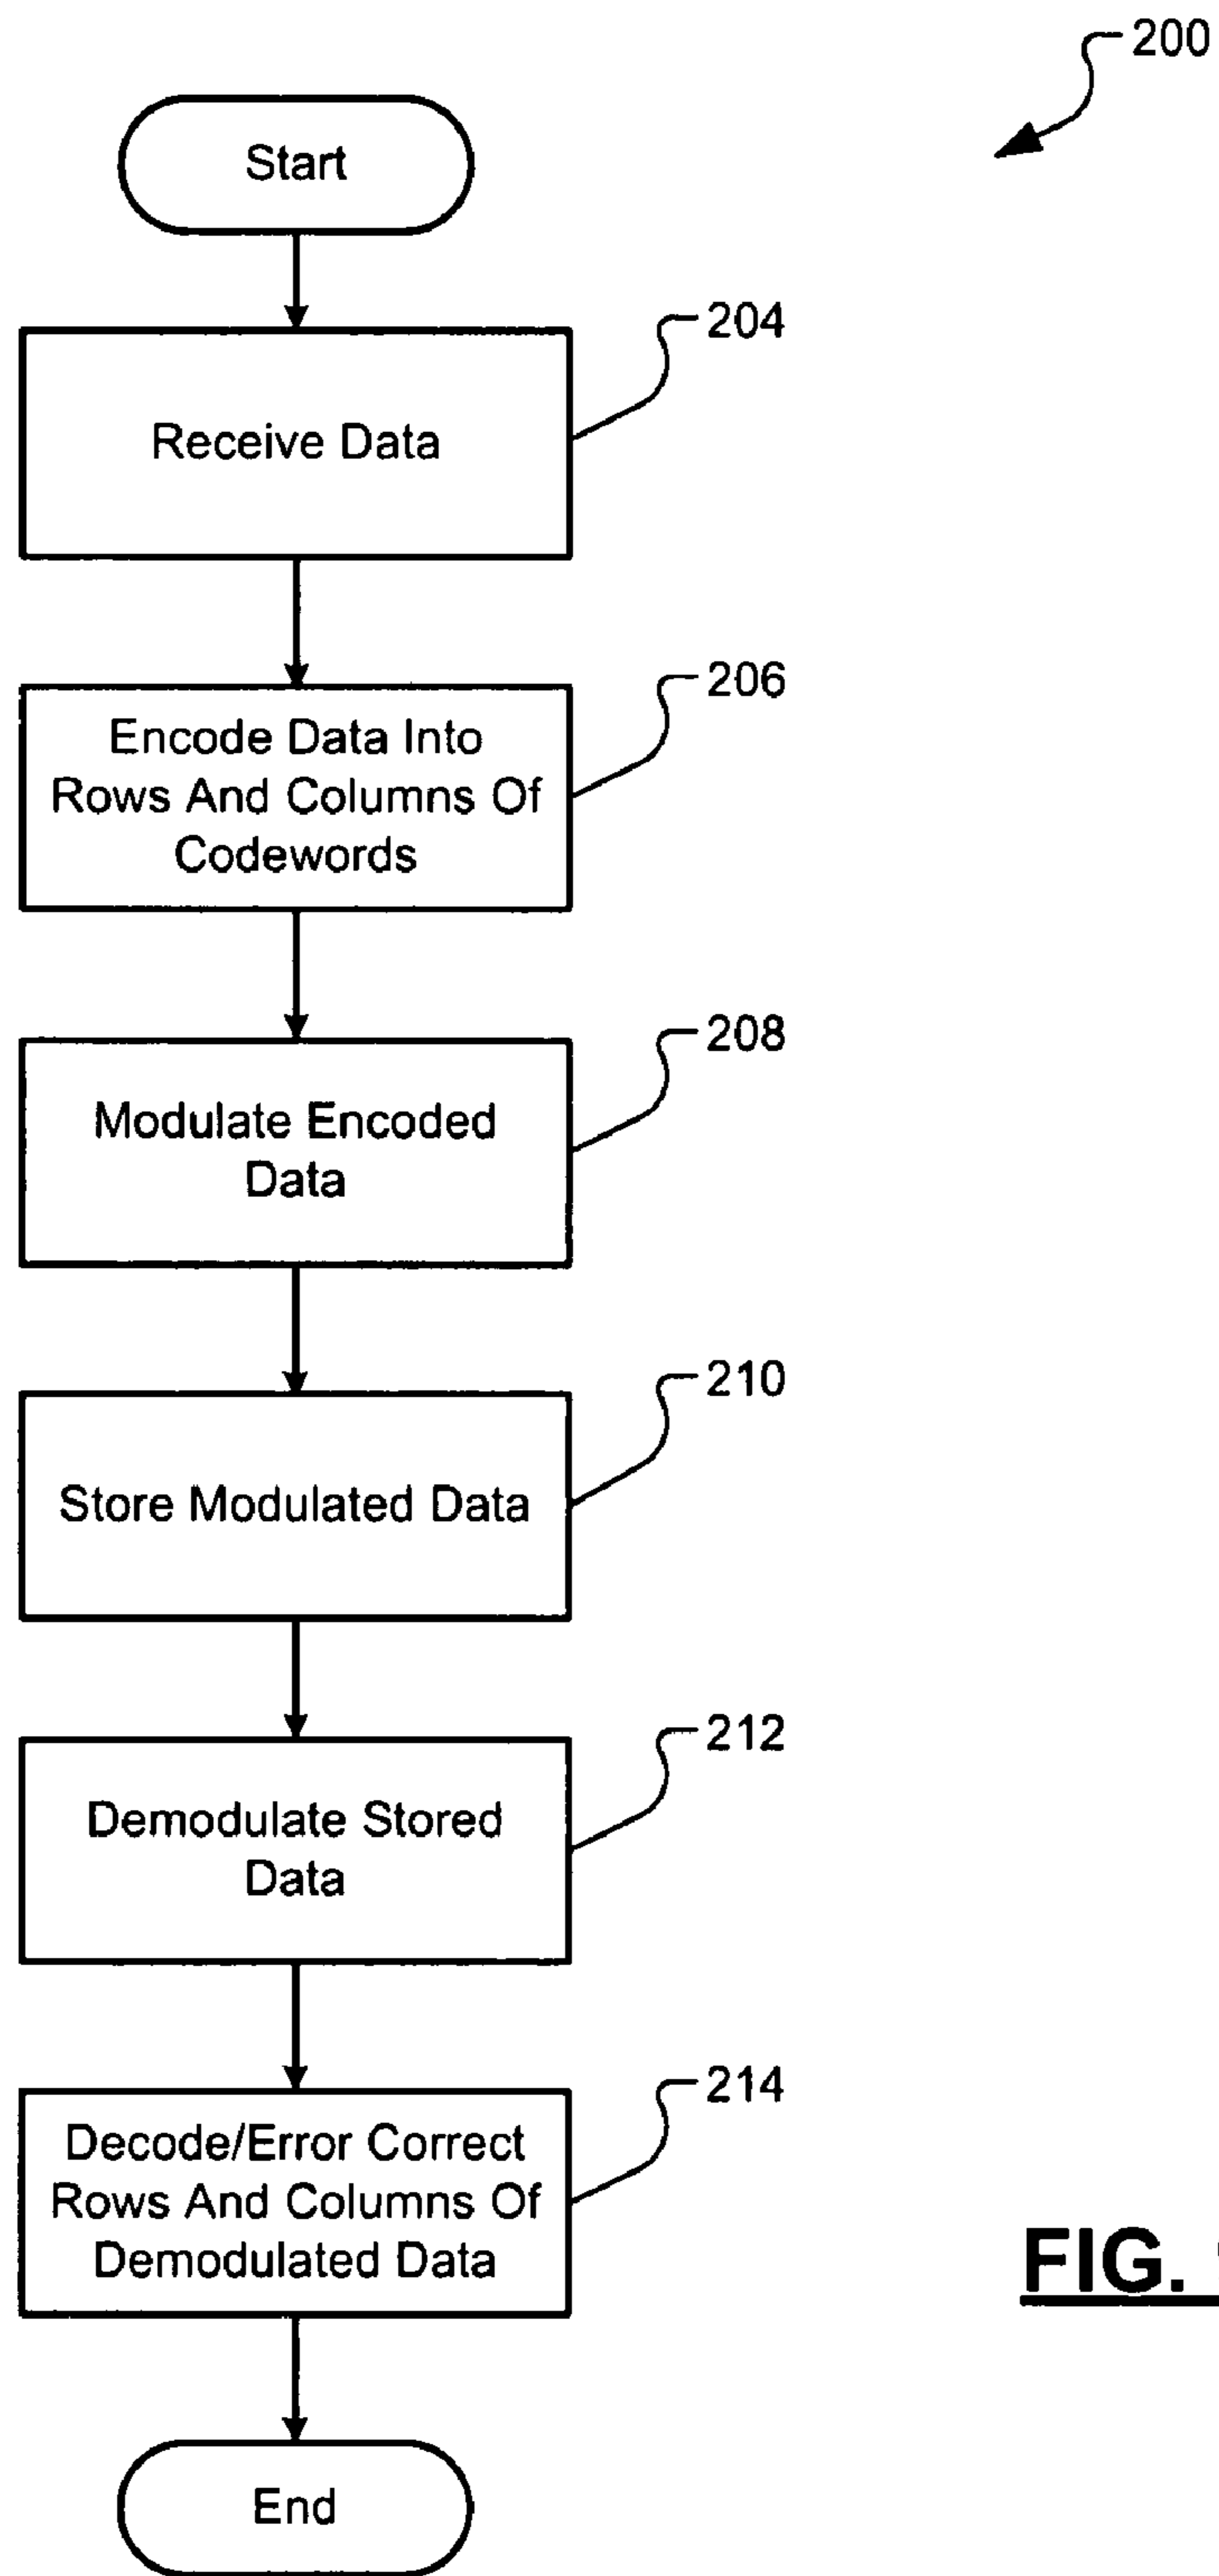 200
Start
204
Receive Data
206
Encode Data Into
Rows And Columns Of
Codewords
208
Modulate Encoded
Data
210
Store Modulated Data
212
Demodulate Stored
Data
214
Decode/Error Correct
Rows And Columns Of
Demodulated Data
FIG.
End